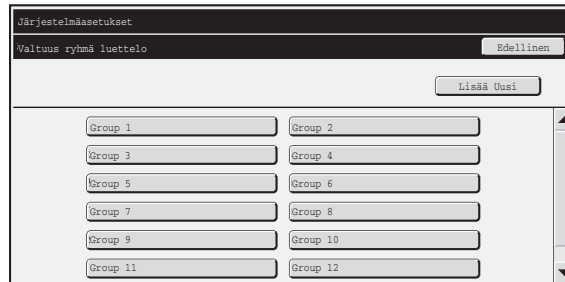 Järjestelmäasetukset
Valtuus ryhmä luettelo
Edellinen
Lisää Uusi
Group 1
Group 2
Group 3
Group 4
Group 5
Group 6
Group 7
Group 8
Group 9
Group 10
Group 11
Group 12